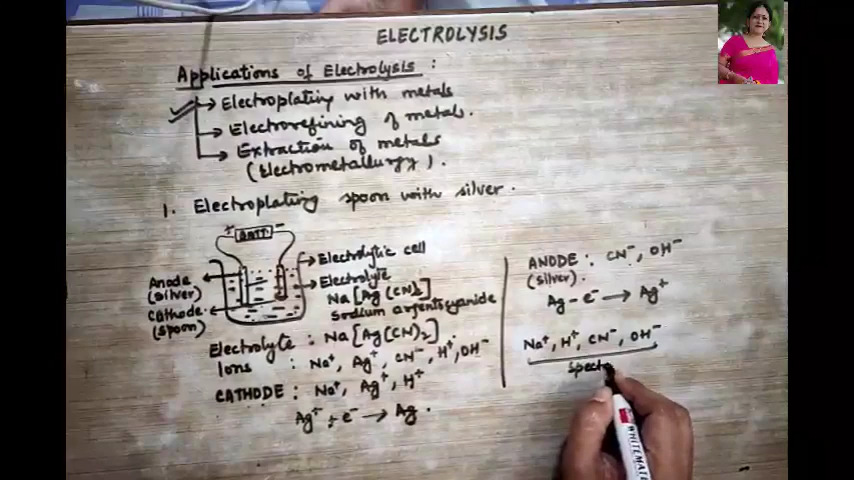 ELECTROLYSIS
Applications of Electrolysis :
Electroplating with metals
Electrorefining of metals.
Extraction of metals
(Electrometallurgy).
1. Electroplating spoon with silver.
+ BATT -
Electrolytic cell
Electrolyte
Na[Ag(CN)₂]
Sodium argentocyanide
Anode
(silver)
Cathode.
(spoon)
Electrolyte : Na[Ag(CN)₂]
Ions : Na⁺, Ag⁺, CN⁻, H⁺, OH⁻
CATHODE : Na⁺, Ag⁺, H⁺
Ag⁺ + e⁻ → Ag.
ANODE : CN⁻, OH⁻
(silver).
Ag - e⁻ → Ag⁺
Na⁺, H⁺, CN⁻, OH⁻
Specta
WHITEMATE